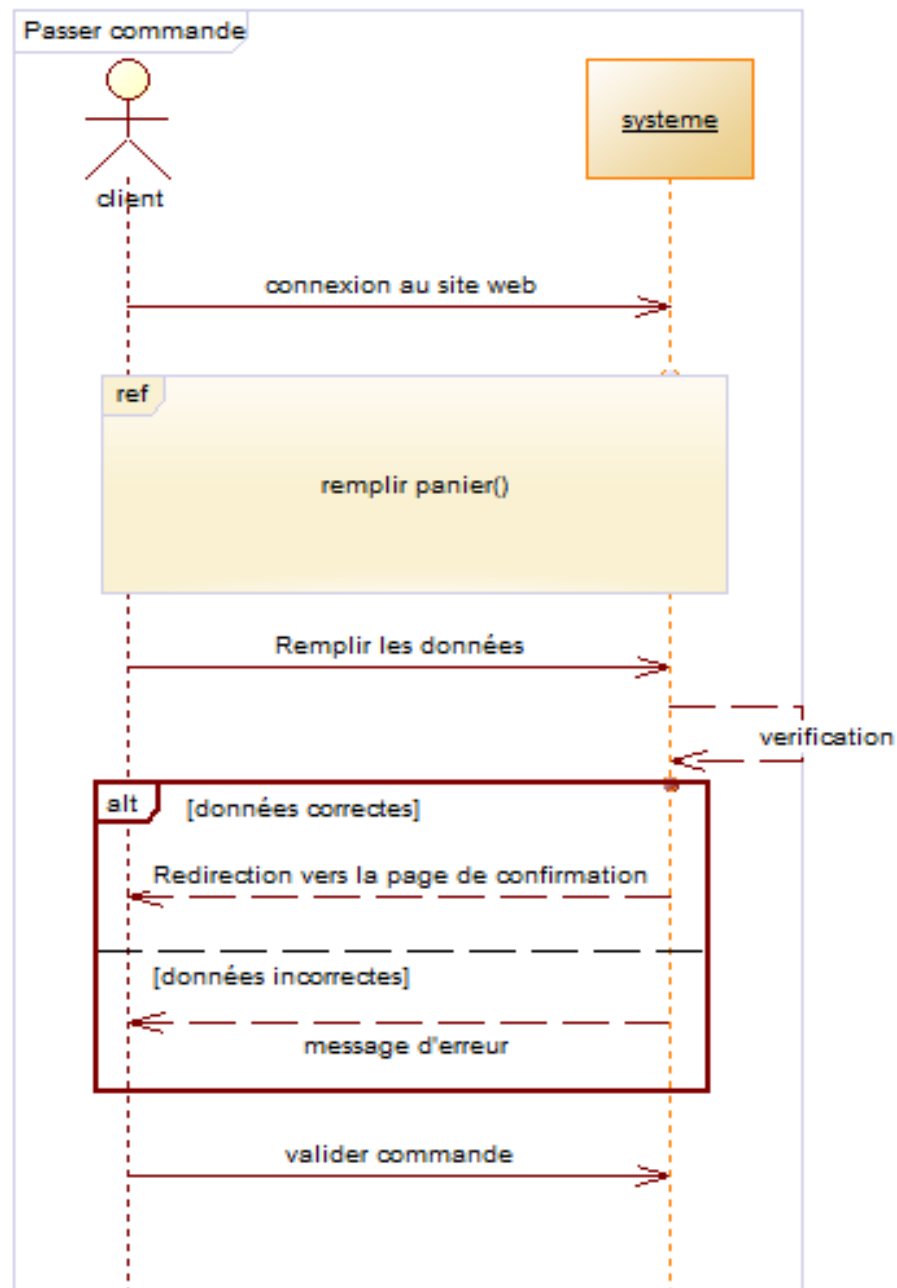 Passer commande
systeme
client
connexion au site web
ref
remplir panier()
Remplir les données
verification
alt
[données correctes]
Redirection vers la page de confirmation
[données incorrectes]
message d'erreur
valider commande